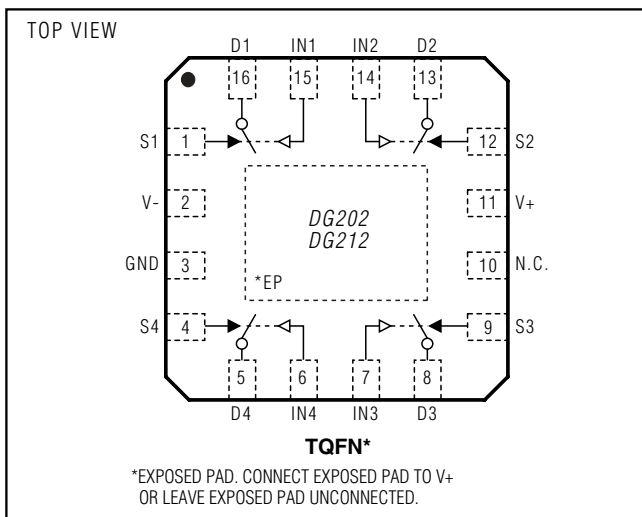 TOP VIEW
D1 IN1 IN2 D2
16 15 14 13
S1 1 12 S2
V- 2 11 V+
DG202
DG212
GND 3 10 N.C.
*EP
S4 4 9 S3
5 6 7 8
D4 IN4 IN3 D3
TQFN*
*EXPOSED PAD. CONNECT EXPOSED PAD TO V+
OR LEAVE EXPOSED PAD UNCONNECTED.